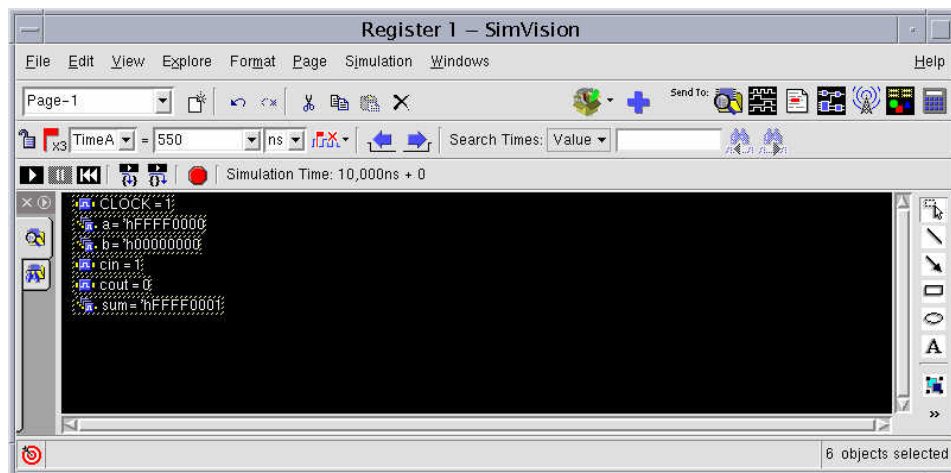 Register 1 – SimVision
File Edit View Explore Format Page Simulation Windows Help
Page-1 Send To:
x3 TimeA = 550 ns Search Times: Value
Simulation Time: 10,000ns + 0
CLOCK = 1
a = 'hFFFF0000
b = 'h00000000
cin = 1
cout = 0
sum = 'hFFFF0001
A
»
6 objects selected